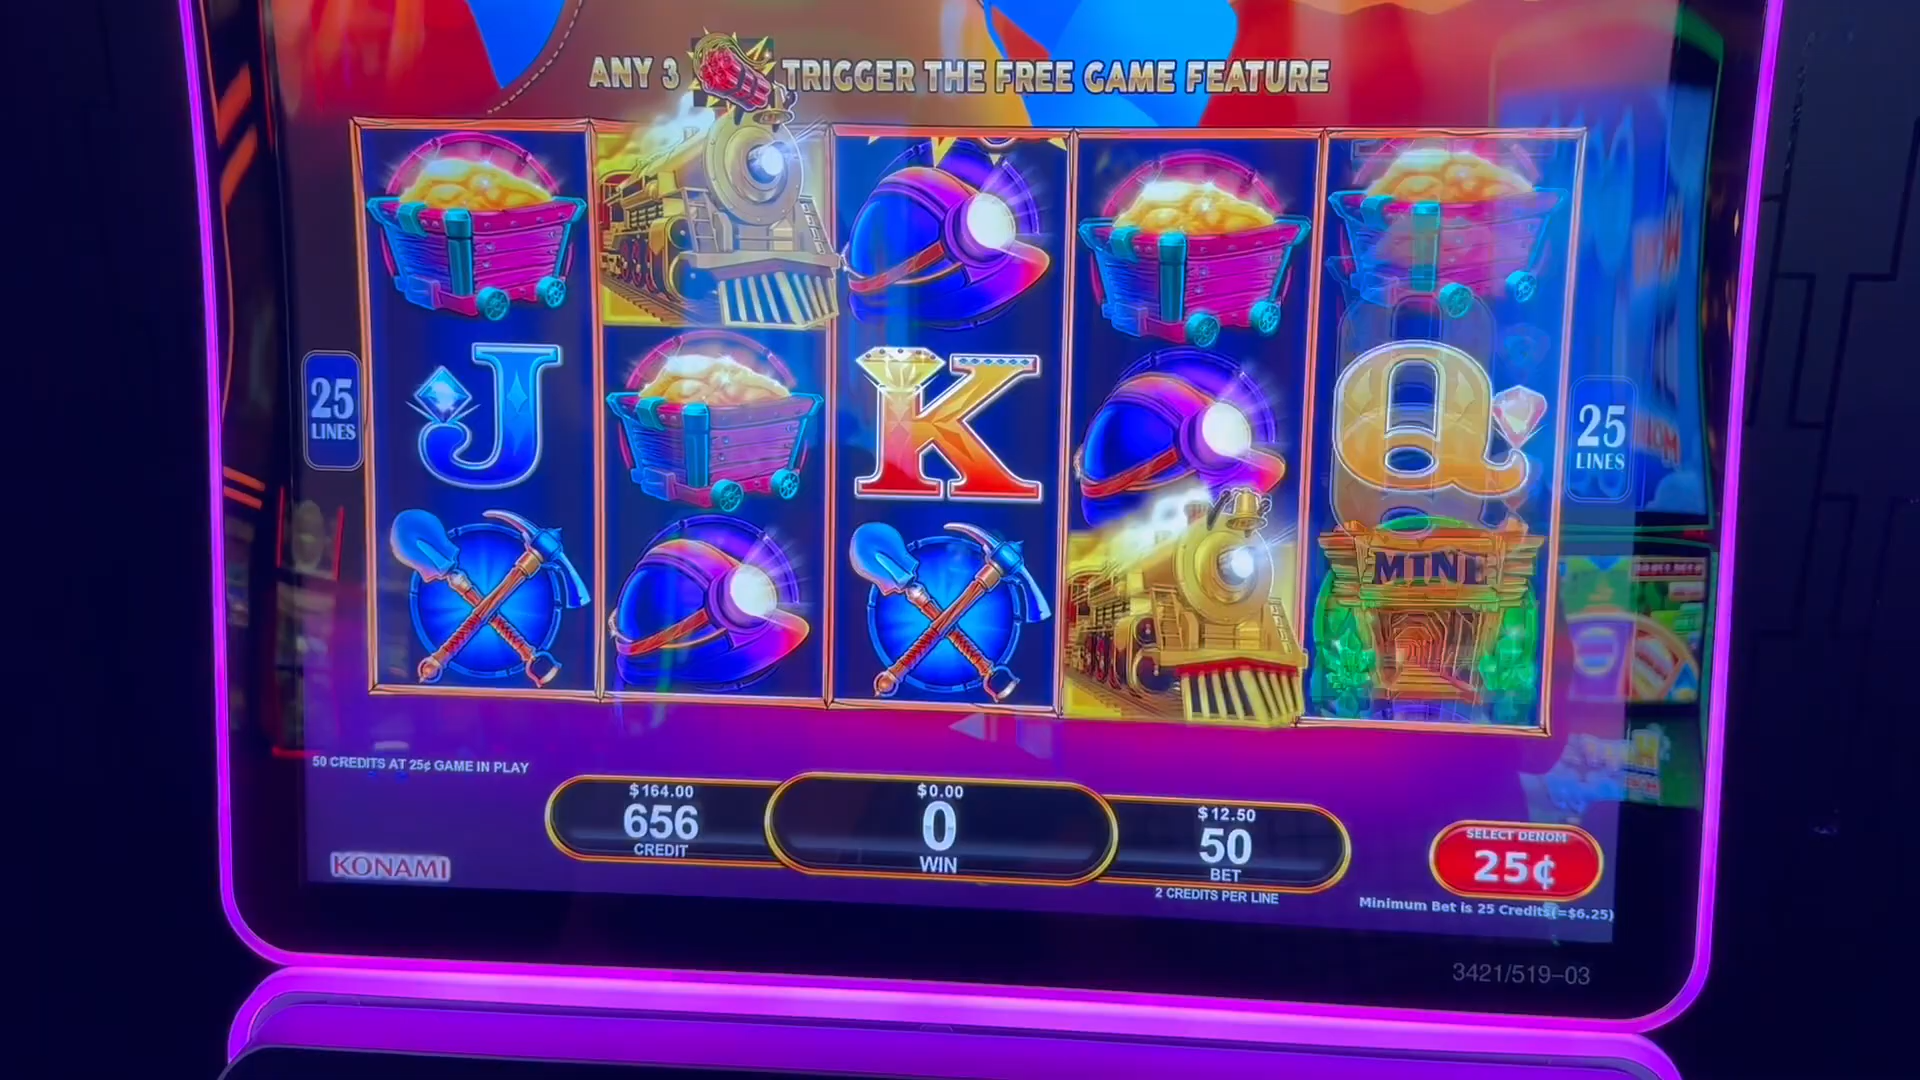 ANY 3 TRIGGER THE FREE GAME FEATURE
25
LINES
J
K
Q
MINE
25
LINES
50 CREDITS AT 25¢ GAME IN PLAY
$164.00
656
CREDIT
$0.00
0
WIN
$12.50
50
BET
2 CREDITS PER LINE
SELECT DENOM
25¢
Minimum Bet is 25 Credits(=$6.25)
KONAMI
3421/519-03